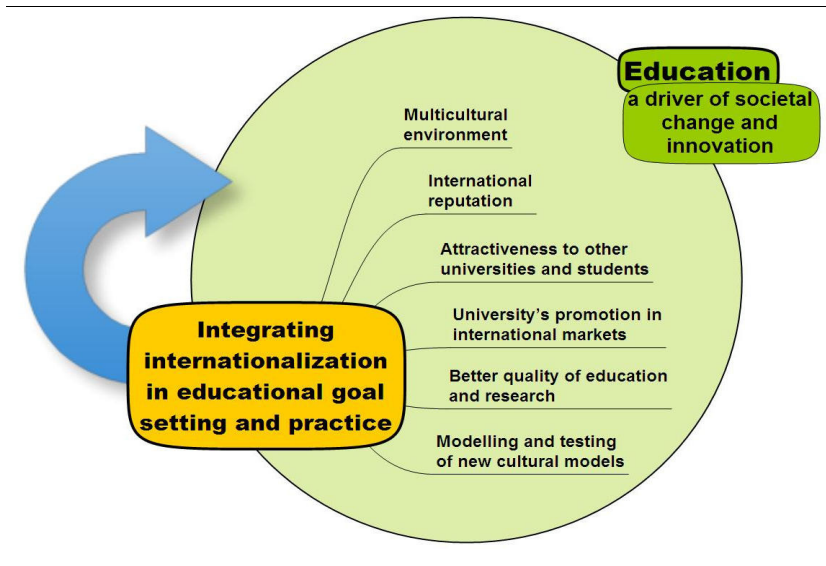 Education
a driver of societal
change and
innovation
Multicultural
environment
International
reputation
Attractiveness to other
universities and students
University’s promotion in
international markets
Better quality of education
and research
Modelling and testing
of new cultural models
Integrating
internationalization
in educational goal
setting and practice